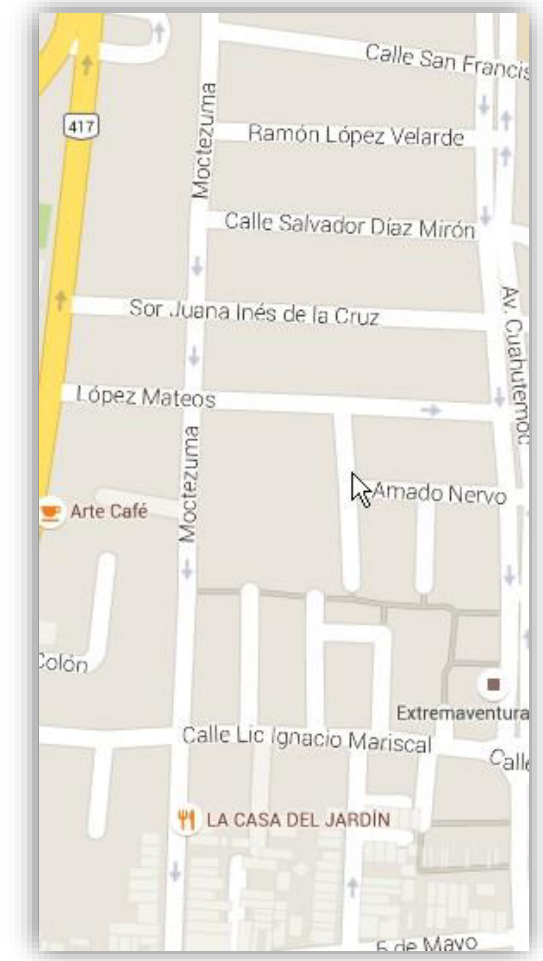 Calle San Francis
417
Moctezuma
Ramón López Velarde
Calle Salvador Díaz Mirón
Sor Juana Inés de la Cruz
Av. Cuahutemoc
López Mateos
Moctezuma
Amado Nervo
Arte Café
Colón
Extremaventura
Calle Lic Ignacio Mariscal
Calle
LA CASA DEL JARDÍN
5 de Mayo